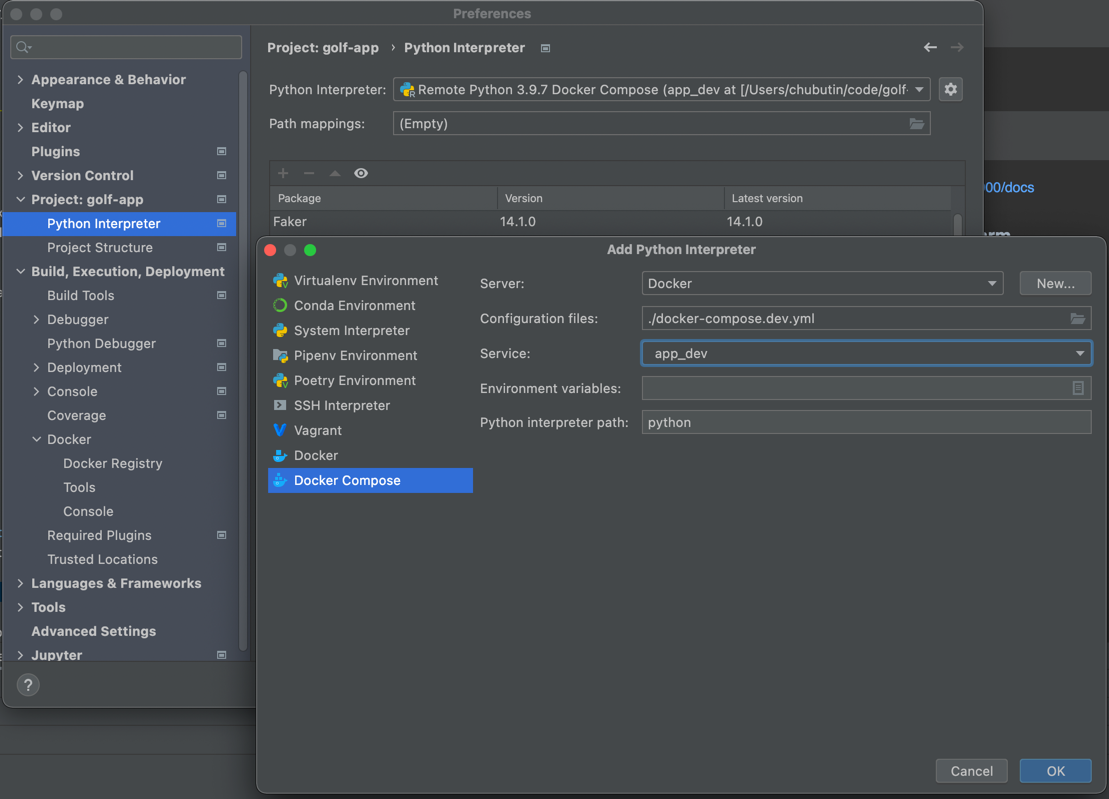 Preferences
Appearance & Behavior
Keymap
Editor
Plugins
Version Control
Project: golf-app
Python Interpreter
Project Structure
Build, Execution, Deployment
Build Tools
Debugger
Python Debugger
Deployment
Console
Coverage
Docker
Docker Registry
Tools
Console
Required Plugins
Trusted Locations
Languages & Frameworks
Tools
Advanced Settings
Jupyter
?
Project: golf-app › Python Interpreter
Python Interpreter: Remote Python 3.9.7 Docker Compose (app_dev at [/Users/chubutin/code/golf-
Path mappings: (Empty)
Package Version Latest version
Faker 14.1.0 14.1.0
00/docs
Add Python Interpreter
Virtualenv Environment
Conda Environment
System Interpreter
Pipenv Environment
Poetry Environment
SSH Interpreter
Vagrant
Docker
Docker Compose
Server: Docker New...
Configuration files: ./docker-compose.dev.yml
Service: app_dev
Environment variables:
Python interpreter path: python
Cancel OK